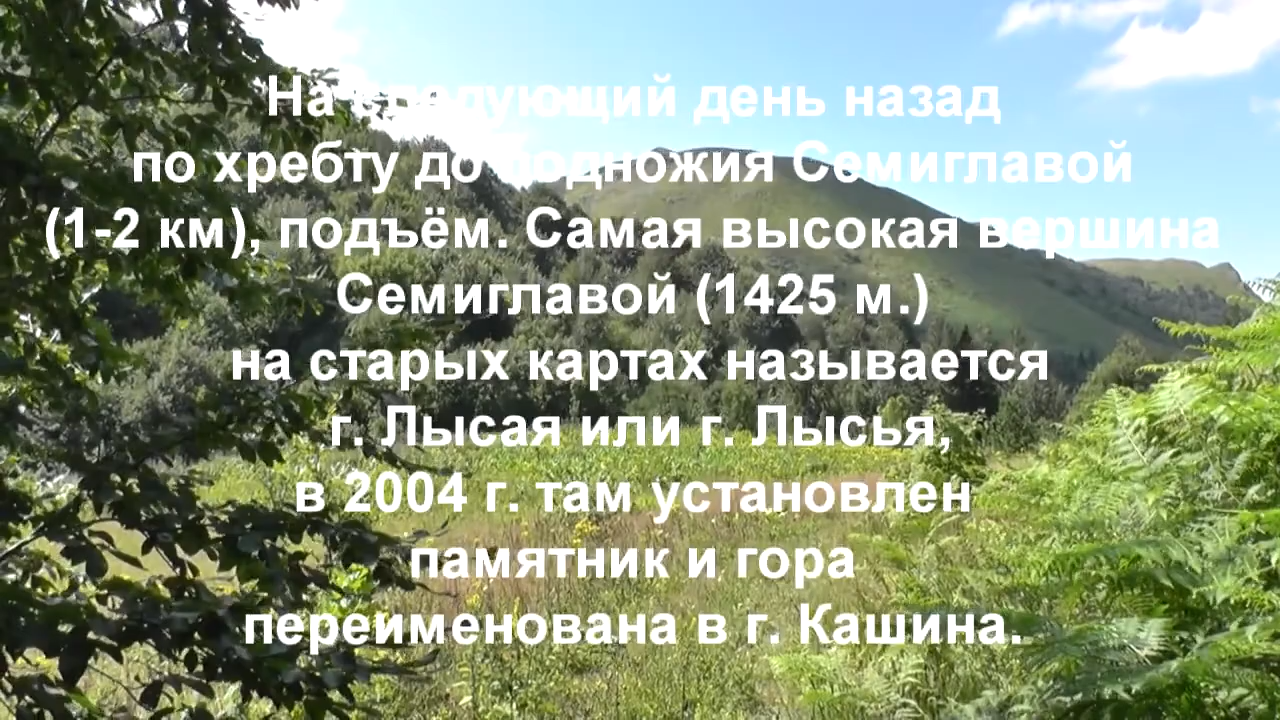 На следующий день назад
по хребту до подножия Семиглавой
(1-2 км), подъём. Самая высокая вершина
Семиглавой (1425 м.)
на старых картах называется
г. Лысая или г. Лысья,
в 2004 г. там установлен
памятник и гора
переименована в г. Кашина.